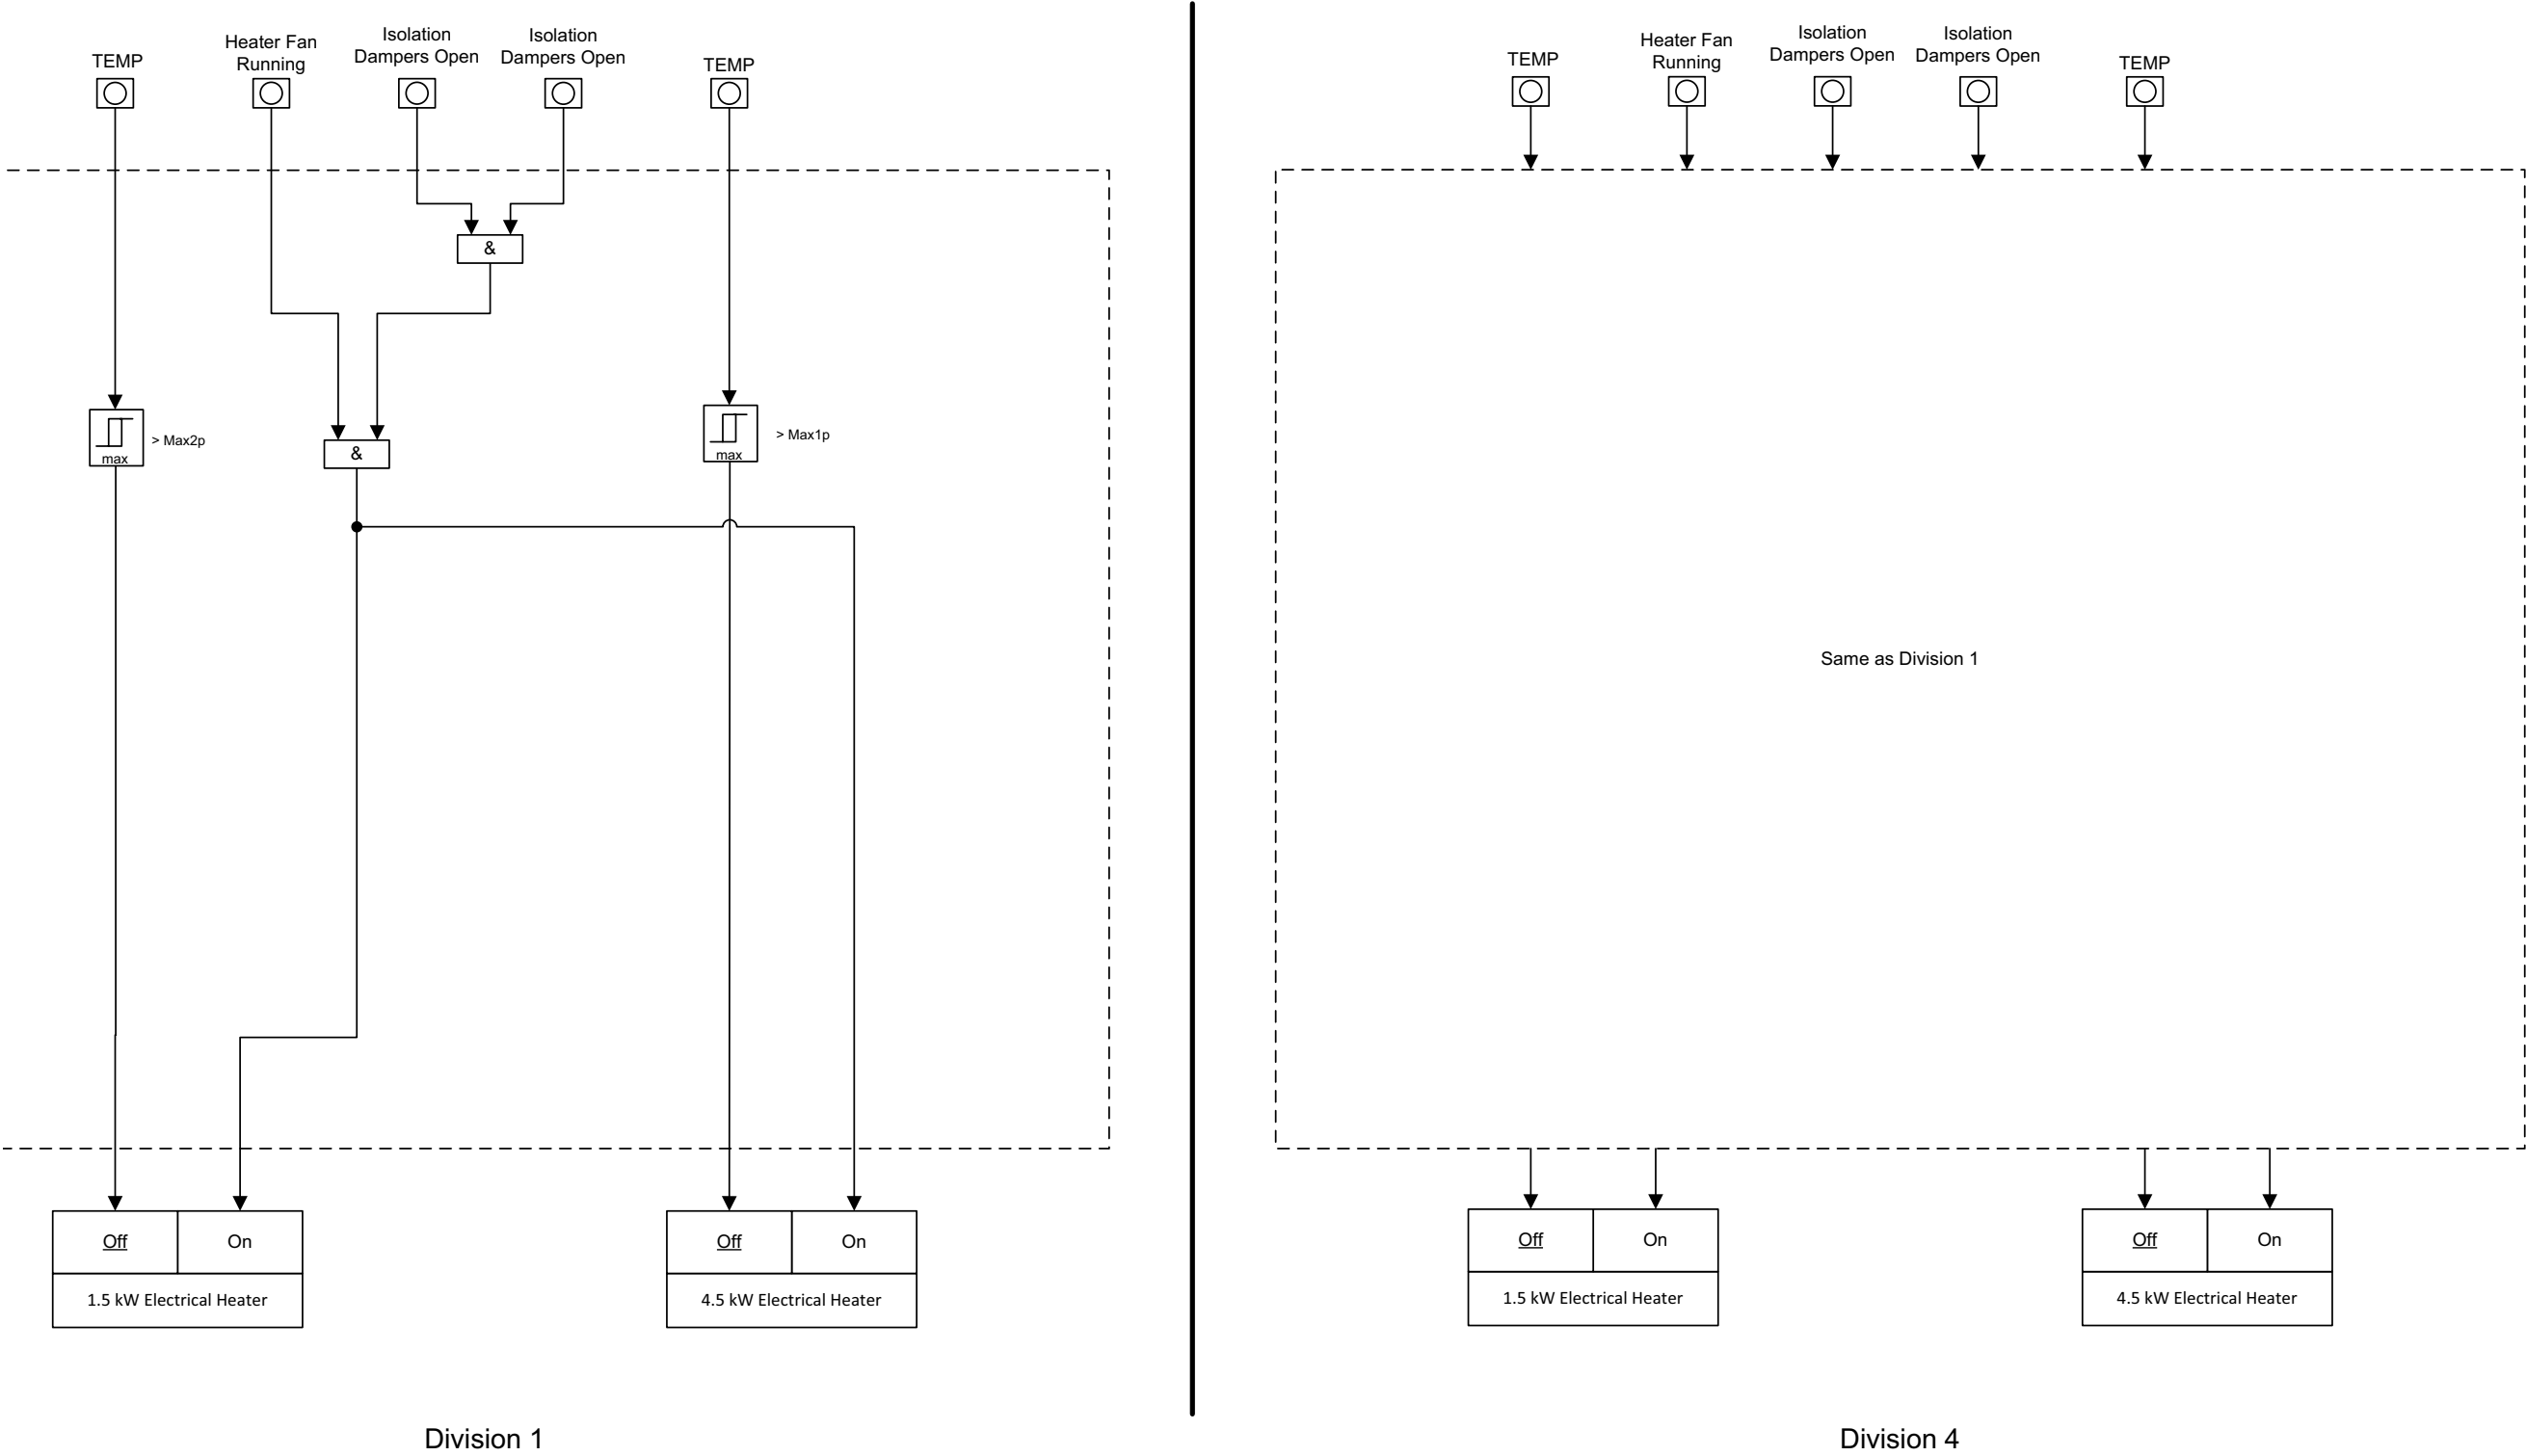 TEMP
Heater Fan
Running
Isolation
Dampers Open
Isolation
Dampers Open
TEMP
&
> Max2p
max
&
> Max1p
max
Off
On
1.5 kW Electrical Heater
Off
On
4.5 kW Electrical Heater
Division 1
TEMP
Heater Fan
Running
Isolation
Dampers Open
Isolation
Dampers Open
TEMP
Same as Division 1
Off
On
1.5 kW Electrical Heater
Off
On
4.5 kW Electrical Heater
Division 4